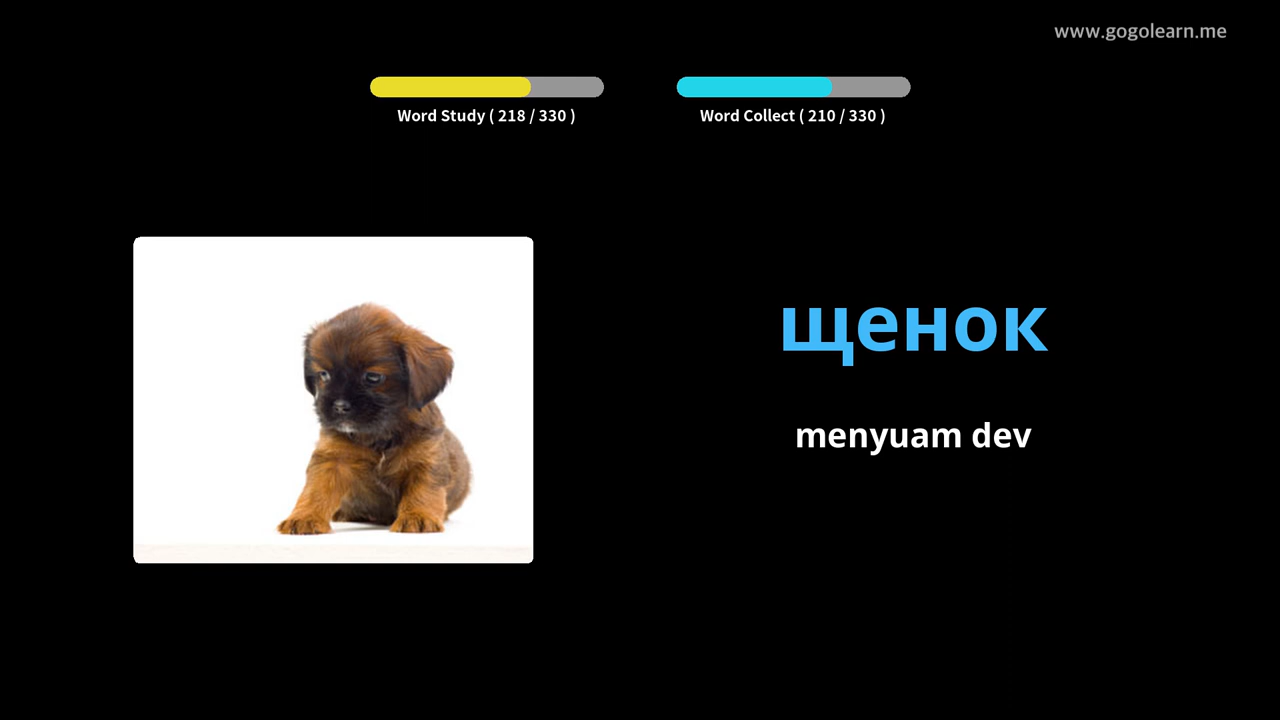 www.gogolearn.me
Word Study ( 218 / 330 )
Word Collect ( 210 / 330 )
щенок
menyuam dev